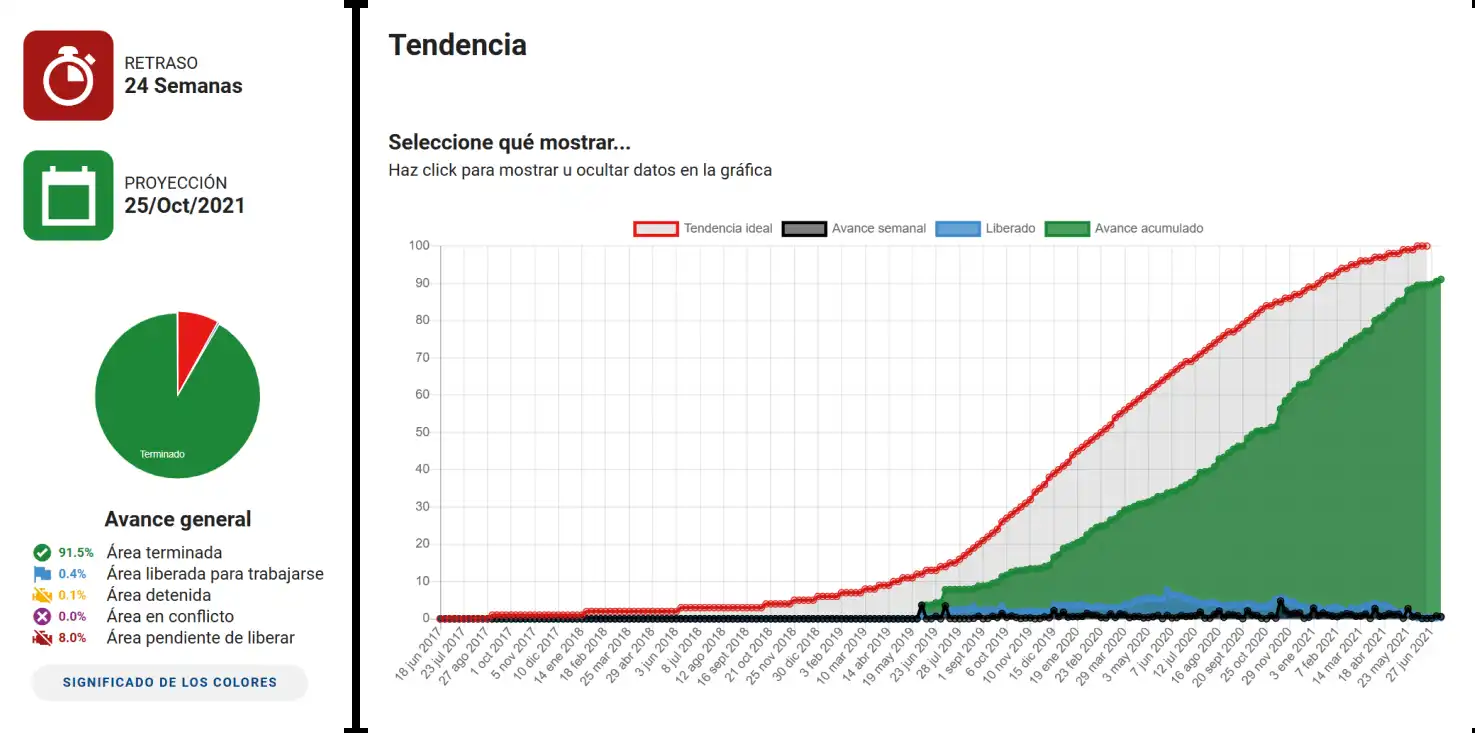 RETRASO
24 Semanas
PROYECCIÓN
25/Oct/2021
Terminado
Avance general
91.5% Área terminada
0.4% Área liberada para trabajarse
0.1% Área detenida
0.0% Área en conflicto
8.0% Área pendiente de liberar
SIGNIFICADO DE LOS COLORES
Tendencia
Seleccione qué mostrar...
Haz click para mostrar u ocultar datos en la gráfica
Tendencia ideal Avance semanal Liberado Avance acumulado
100
90
80
70
60
50
40
30
20
10
0
18 jun 2017
23 jul 2017
27 ago 2017
1 oct 2017
5 nov 2017
10 dic 2017
14 ene 2018
18 feb 2018
25 mar 2018
29 abr 2018
3 jun 2018
8 jul 2018
12 ago 2018
16 sept 2018
21 oct 2018
25 nov 2018
30 dic 2018
3 feb 2019
10 mar 2019
14 abr 2019
19 may 2019
23 jun 2019
28 jul 2019
1 sept 2019
6 oct 2019
10 nov 2019
15 dic 2019
19 ene 2020
23 feb 2020
29 mar 2020
3 may 2020
7 jun 2020
12 jul 2020
16 ago 2020
20 sept 2020
25 oct 2020
29 nov 2020
3 ene 2021
7 feb 2021
14 mar 2021
18 abr 2021
23 may 2021
27 jun 2021